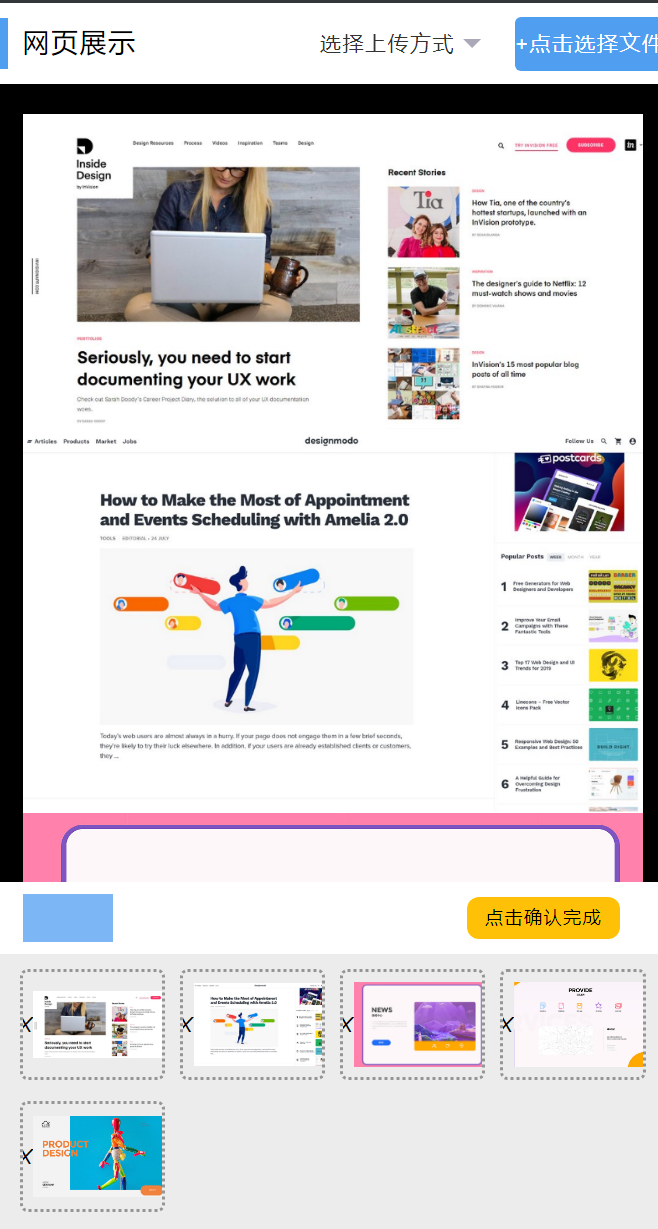 网页展示
选择上传方式
+点击选择文件
Design Resources Process Videos Inspiration Teams Design
TRY INVISION FREE
SUBSCRIBE
in
Inside
Design
by InVision
Recent Stories
Tia
DESIGN
How Tia, one of the country's
hottest startups, launched with an
InVision prototype.
INSPIRATION
The designer's guide to Netflix: 12
must-watch shows and movies
Abstract
DESIGN
InVision's 15 most popular blog
posts of all time
PORTFOLIOS
Seriously, you need to start
documenting your UX work
Check out Sarah Doody's Career Project Diary, the solution to all of your UX documentation
woes.
Articles Products Market Jobs
designmodo
Follow Us
postcards
How to Make the Most of Appointment
and Events Scheduling with Amelia 2.0
TOOLS EDITORIAL • 24 JULY
Popular Posts WEEK MONTH YEAR
1 Free Generators for Web
Designers and Developers
2 Improve Your Email
Campaigns with These
Fantastic Tools
3 Top 17 Web Design and UI
Trends for 2019
4 Linecons – Free Vector
Icons Pack
5 Responsive Web Design: 50
Examples and Best Practices
6 A Helpful Guide for
Overcoming Design
Frustration
Today's web users are almost always in a hurry. If your page does not engage them in a few brief seconds,
they're likely to try their luck elsewhere. In addition, if your users are already established clients or customers,
they ...
点击确认完成
X
Seriously, you need to start
documenting your UX work
X
How to Make the Most of Appointment
and Events Scheduling with Amelia 2.0
X
NEWS
X
PROVIDE
X
PRODUCT
DESIGN